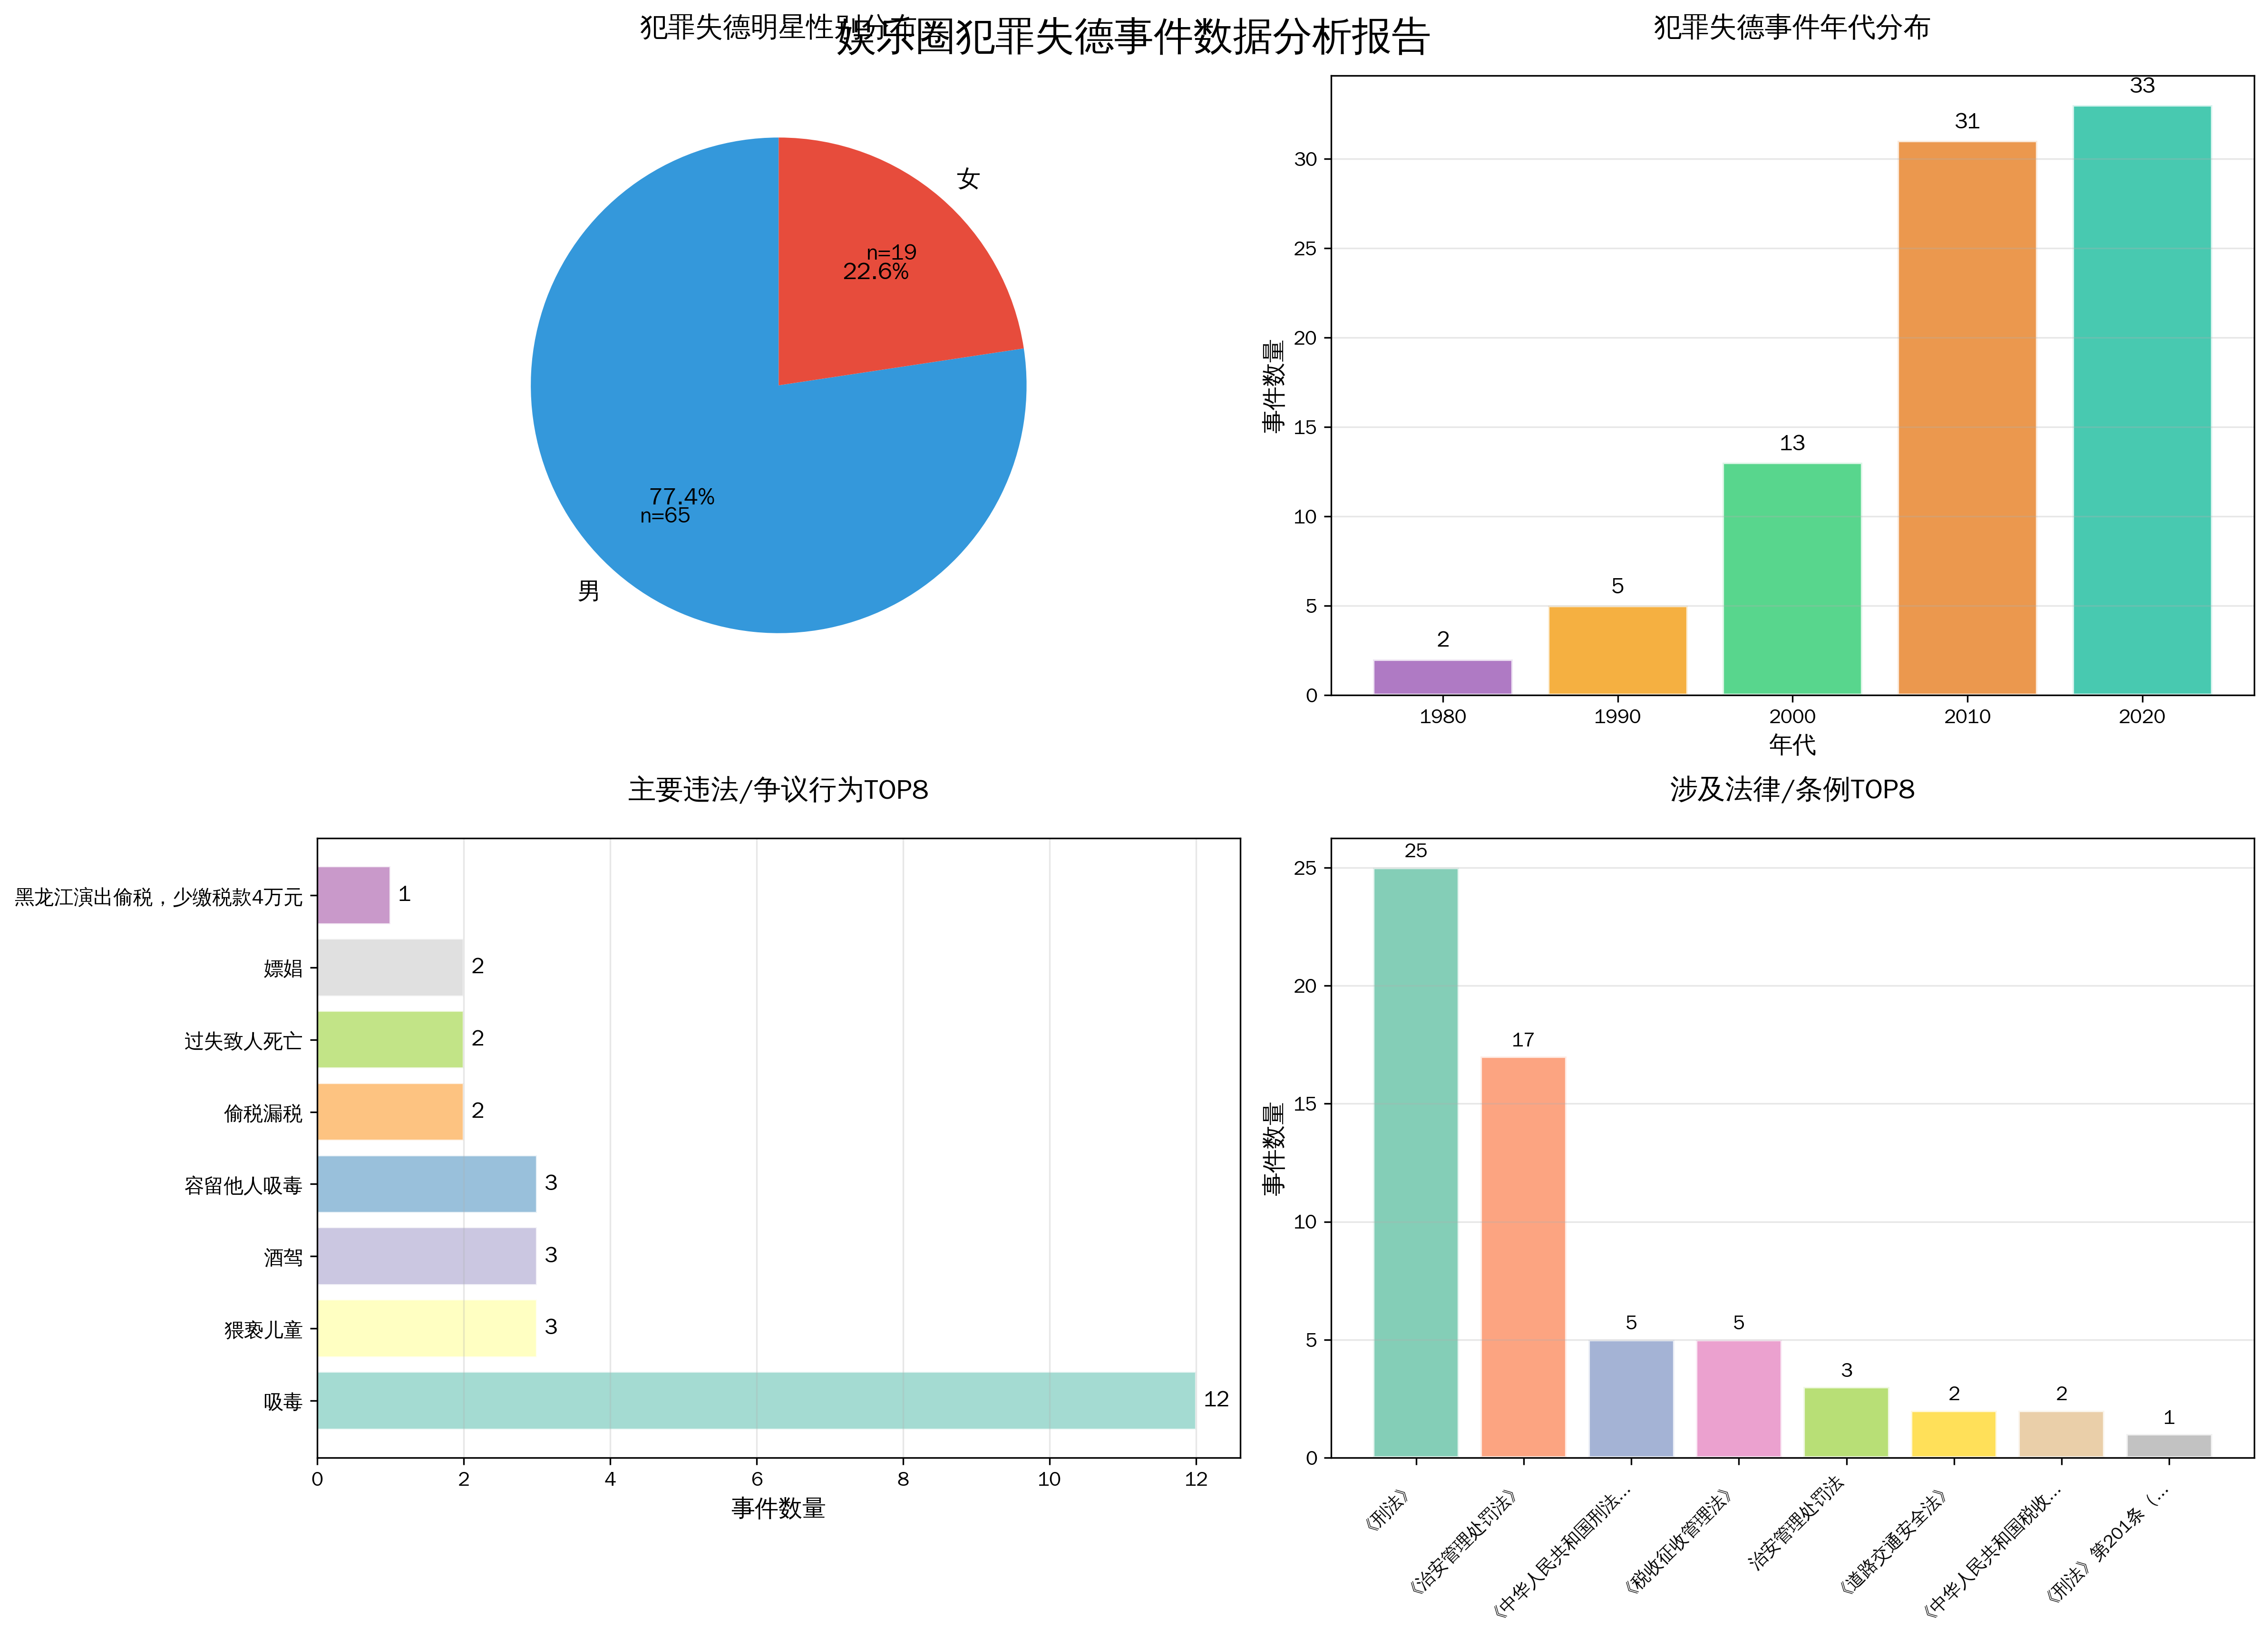 娱乐圈犯罪失德事件数据分析报告
犯罪失德明星性别分布
女
n=19
22.6%
77.4%
n=65
男
犯罪失德事件年代分布
事件数量
30
25
20
15
10
5
0
33
31
13
5
2
1980
1990
2000
2010
2020
年代
主要违法/争议行为TOP8
黑龙江演出偷税，少缴税款4万元
1
嫖娼
2
过失致人死亡
2
偷税漏税
2
容留他人吸毒
3
酒驾
3
猥亵儿童
3
吸毒
12
0
2
4
6
8
10
12
事件数量
涉及法律/条例TOP8
事件数量
25
20
15
10
5
0
25
17
5
5
3
2
2
1
《刑法》
《治安管理处罚法》
《中华人民共和国刑法...
《税收征收管理法》
治安管理处罚法
《道路交通安全法》
《中华人民共和国税收...
《刑法》第201条（...